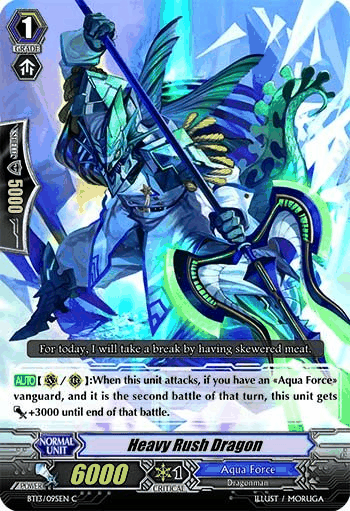 1
GRADE
SHIELD
5000
For today, I will take a break by having skewered meat.
AUTO【 / 】:When this unit attacks, if you have an «Aqua Force»
vanguard, and it is the second battle of that turn, this unit gets
+3000 until end of that battle.
NORMAL
UNIT
Heavy Rush Dragon
POWER
6000
1
CRITICAL
Aqua Force
Dragonman
BT13/095EN C
ILLUST / MORUGA